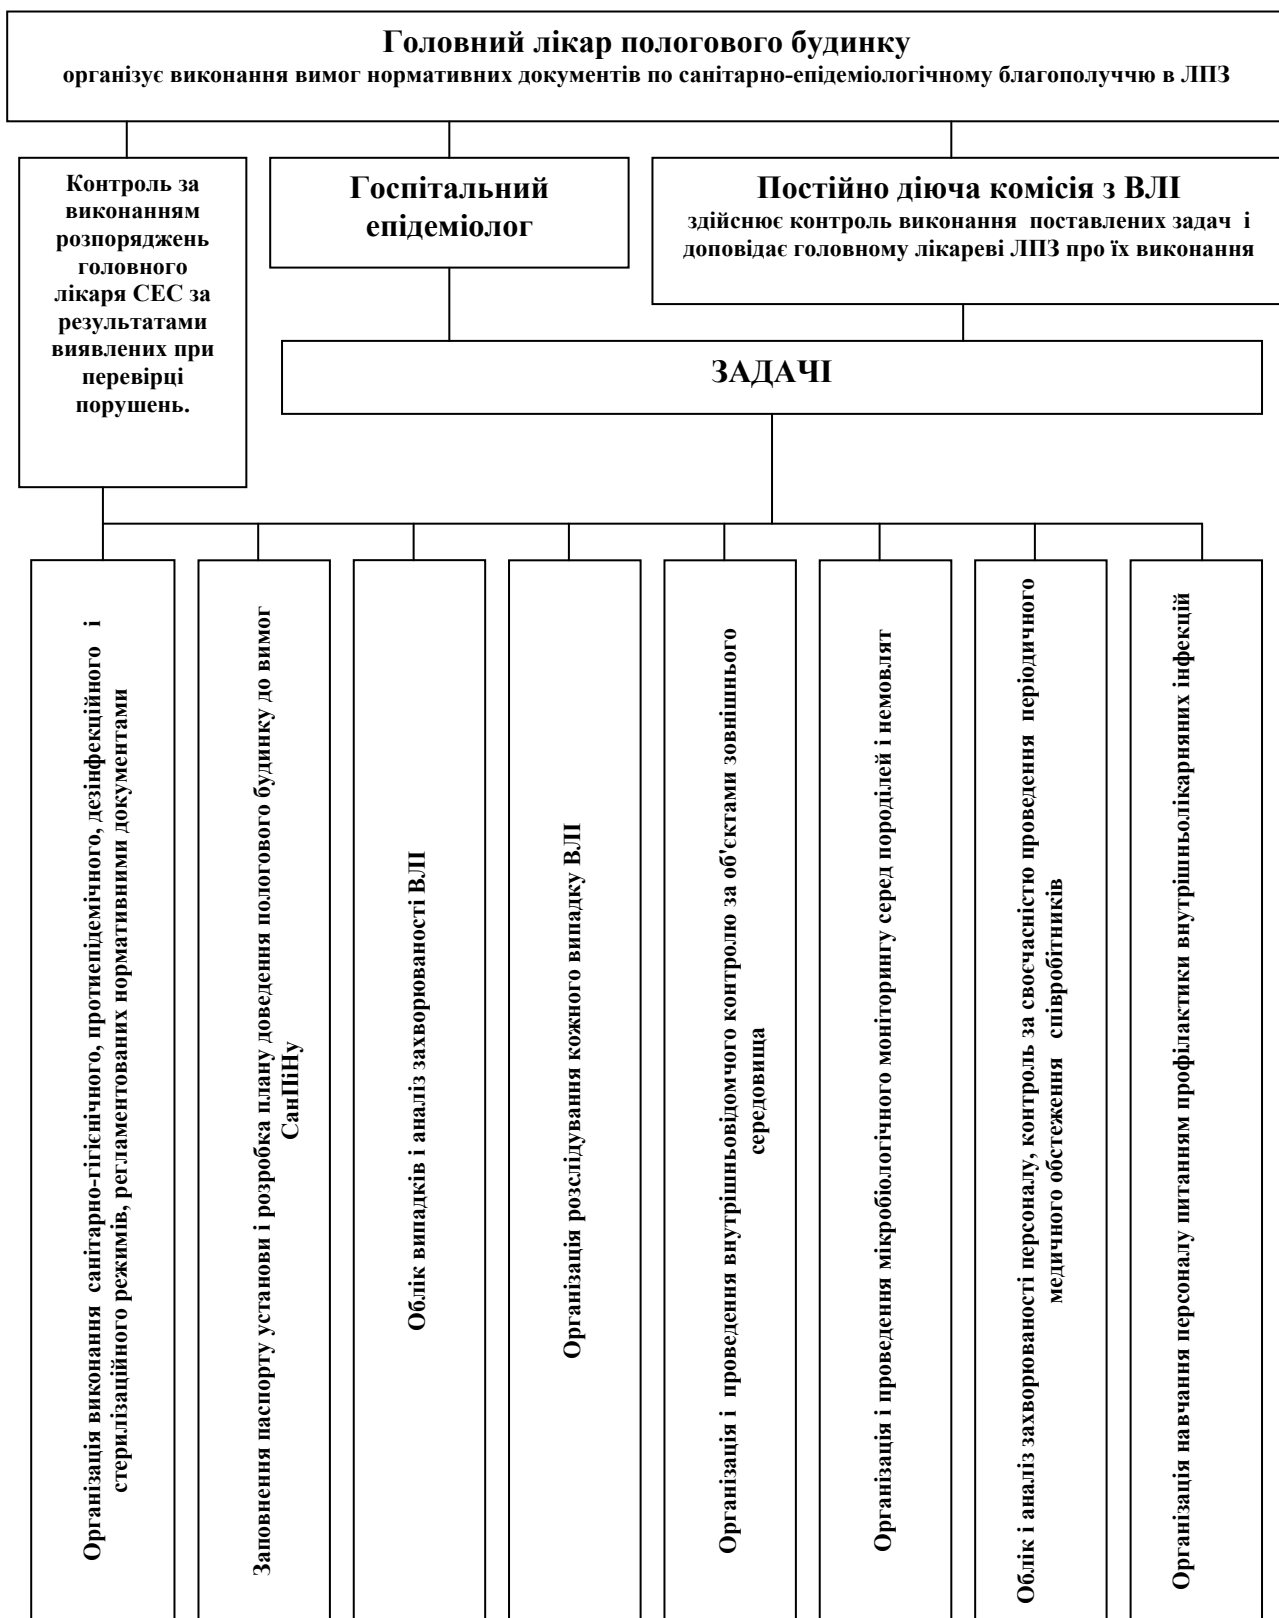 Головний лікар пологового будинку
організує виконання вимог нормативних документів по санітарно-епідеміологічному благополуччю в ЛПЗ
Контроль за
виконанням
розпоряджень
головного
лікаря СЕС за
результатами
виявлених при
перевірці
порушень.
Госпітальний
епідеміолог
Постійно діюча комісія з ВЛІ
здійснює контроль виконання поставлених задач і
доповідає головному лікареві ЛПЗ про їх виконання
ЗАДАЧІ
Організація виконання санітарно-гігієнічного, протиепідемічного, дезінфекційного і
стерилізаційного режимів, регламентованих нормативними документами
Заповнення паспорту установи і розробка плану доведення пологового будинку до вимог
СанПіНу
Облік випадків і аналіз захворюваності ВЛІ
Організація розслідування кожного випадку ВЛІ
Організація і проведення внутрішньовідомчого контролю за об'єктами зовнішнього
середовища
Організація і проведення мікробіологічного моніторингу серед породілей і немовлят
Облік і аналіз захворюваності персоналу, контроль за своєчасністю проведення періодичного
медичного обстеження співробітників
Організація навчання персоналу питанням профілактики внутрішньолікарняних інфекцій